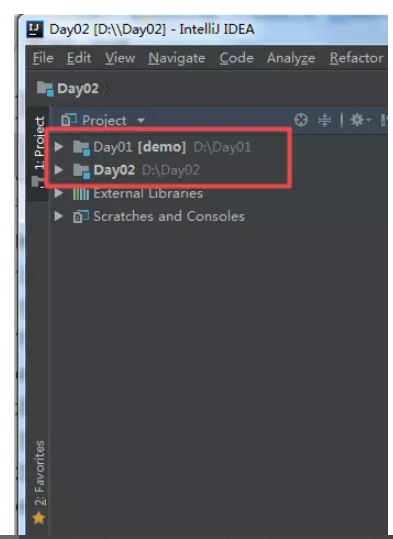 Day02 [D:\\Day02] - IntelliJ IDEA
File Edit View Navigate Code Analyze Refactor
Day02
Project
1: Project
Day01 [demo] D:\Day01
Day02 D:\Day02
External Libraries
Scratches and Consoles
2: Favorites